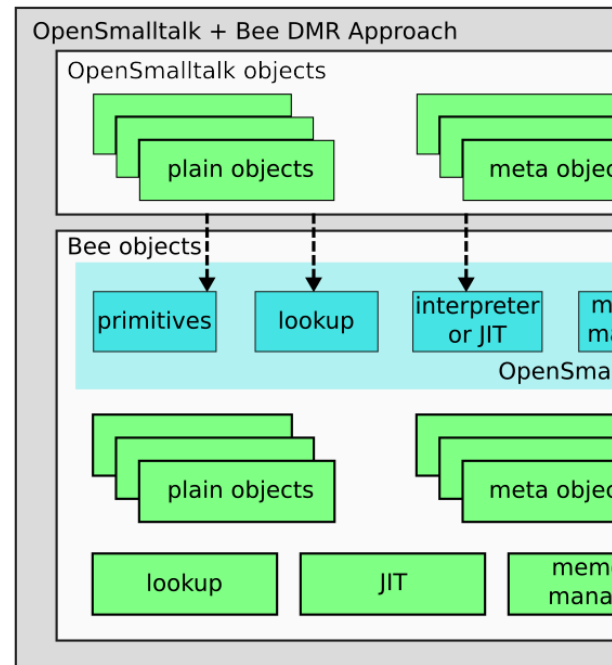 OpenSmalltalk + Bee DMR Approach
OpenSmalltalk objects
plain objects
meta objec
Bee objects
primitives
lookup
interpreter
or JIT
m
ma
OpenSma
plain objects
meta objec
lookup
JIT
mem
mana